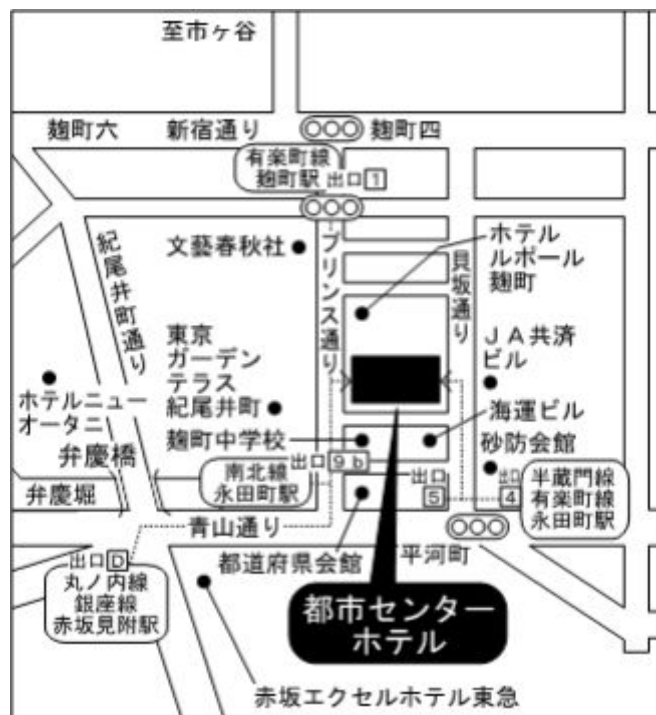 至市ヶ谷
麹町六
新宿通り
麹町四
有楽町線
麹町駅 出口1
文藝春秋社
プリンス通り
ホテル
ルポール
麹町
貝坂通り
紀尾井町通り
東京
ガーデン
テラス
紀尾井町
JA共済
ビル
ホテルニュー
オータニ
麹町中学校
海運ビル
弁慶橋
砂防会館
出口9b
南北線
永田町駅
出口
5
出口
4
半蔵門線
有楽町線
永田町駅
弁慶堀
青山通り
都道府県会館
平河町
出口D
丸ノ内線
銀座線
赤坂見附駅
都市センター
ホテル
赤坂エクセルホテル東急